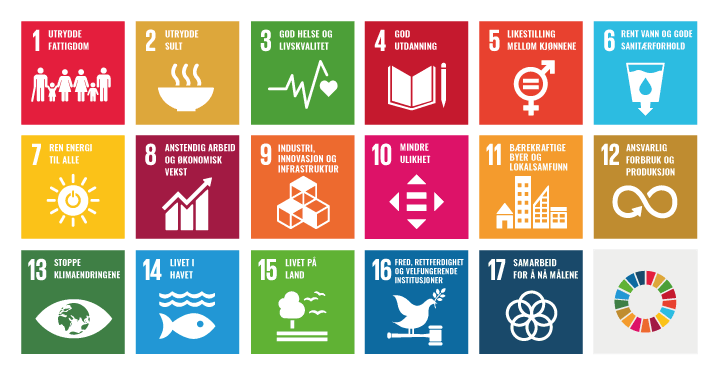 1 UTRYDDE
FATTIGDOM
2 UTRYDDE
SULT
3 GOD HELSE OG
LIVSKVALITET
4 GOD
UTDANNING
5 LIKESTILLING
MELLOM KJØNNENE
6 RENT VANN OG GODE
SANITÆRFORHOLD
7 REN ENERGI
TIL ALLE
8 ANSTENDIG ARBEID
OG ØKONOMISK
VEKST
9 INDUSTRI,
INNOVASJON OG
INFRASTRUKTUR
10 MINDRE
ULIKHET
11 BÆREKRAFTIGE
BYER OG
LOKALSAMFUNN
12 ANSVARLIG
FORBRUK OG
PRODUKSJON
13 STOPPE
KLIMAENDRINGENE
14 LIVET I
HAVET
15 LIVET PÅ
LAND
16 FRED, RETTFERDIGHET
OG VELFUNGERENDE
INSTITUSJONER
17 SAMARBEID
FOR Å NÅ MÅLENE